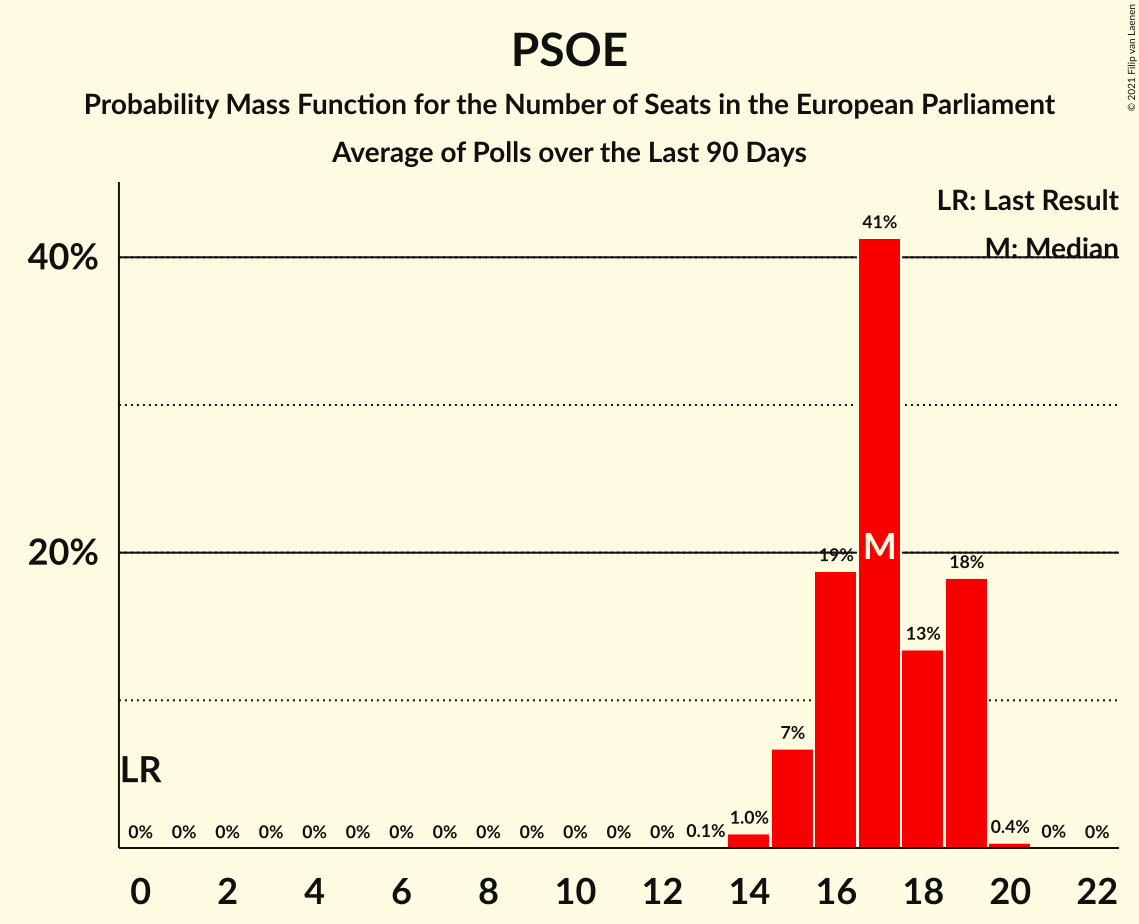 PSOE
Probability Mass Function for the Number of Seats in the European Parliament
Average of Polls over the Last 90 Days
© 2021 Filip van Laenen
LR: Last Result
M: Median
40%
20%
41%
19%
M
18%
13%
7%
LR
0% 0% 0% 0% 0% 0% 0% 0% 0% 0% 0% 0% 0% 0.1% 1.0% 0.4% 0% 0%
0 2 4 6 8 10 12 14 16 18 20 22